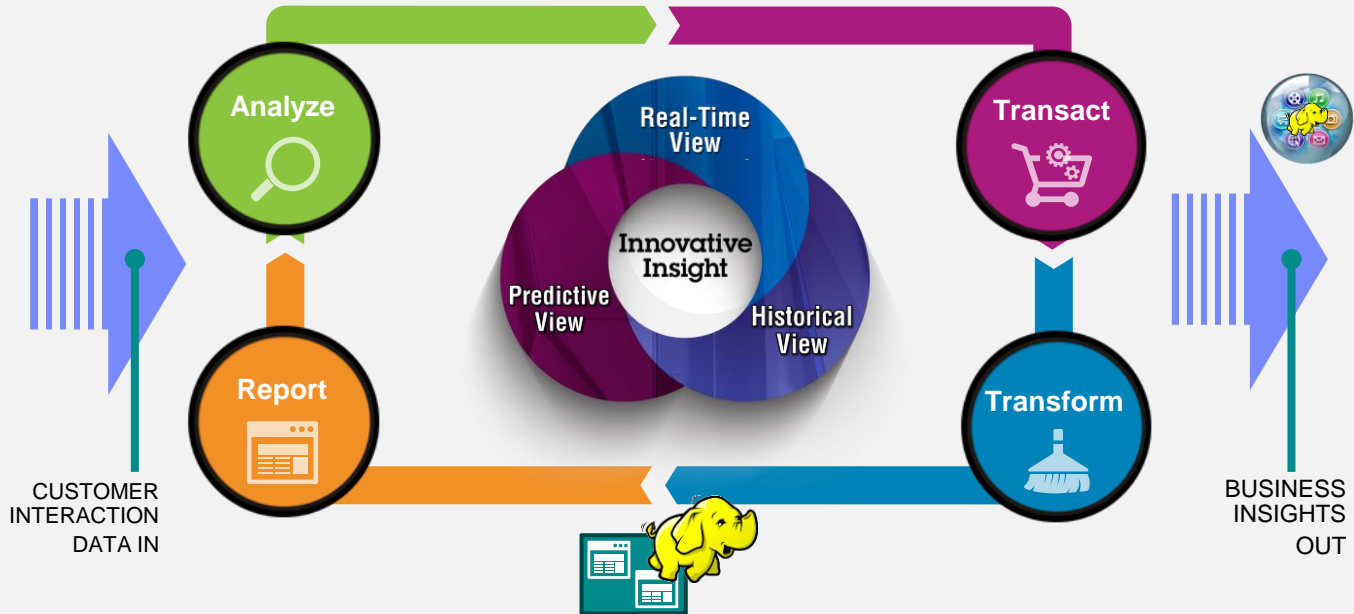 Analyze
Real-Time
View
Transact
Innovative
Insight
Predictive
View
Historical
View
Report
Transform
CUSTOMER
INTERACTION
DATA IN
BUSINESS
INSIGHTS
OUT